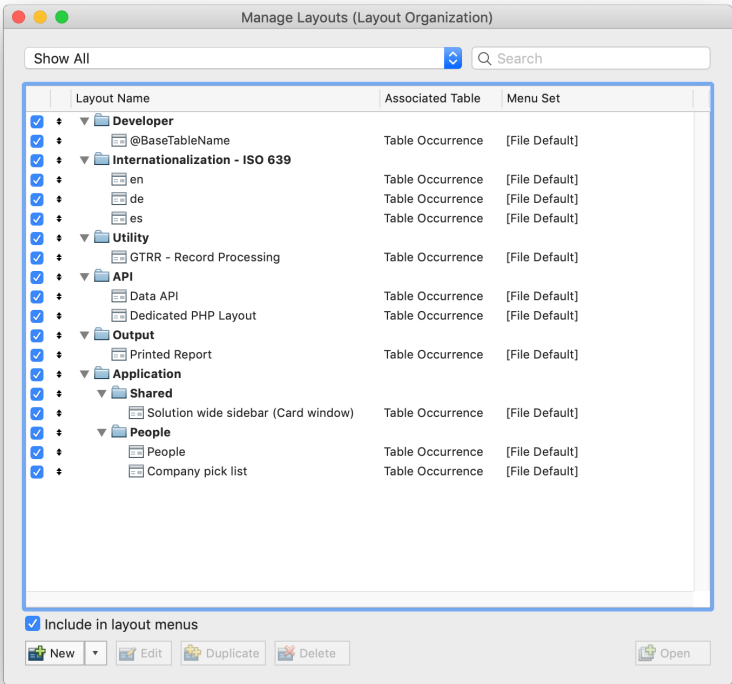 Manage Layouts (Layout Organization)
Show All
Search
Layout Name Associated Table Menu Set
Developer
@BaseTableName Table Occurrence [File Default]
Internationalization - ISO 639
en Table Occurrence [File Default]
de Table Occurrence [File Default]
es Table Occurrence [File Default]
Utility
GTRR - Record Processing Table Occurrence [File Default]
API
Data API Table Occurrence [File Default]
Dedicated PHP Layout Table Occurrence [File Default]
Output
Printed Report Table Occurrence [File Default]
Application
Shared
Solution wide sidebar (Card window) Table Occurrence [File Default]
People
People Table Occurrence [File Default]
Company pick list Table Occurrence [File Default]
Include in layout menus
New Edit Duplicate Delete Open